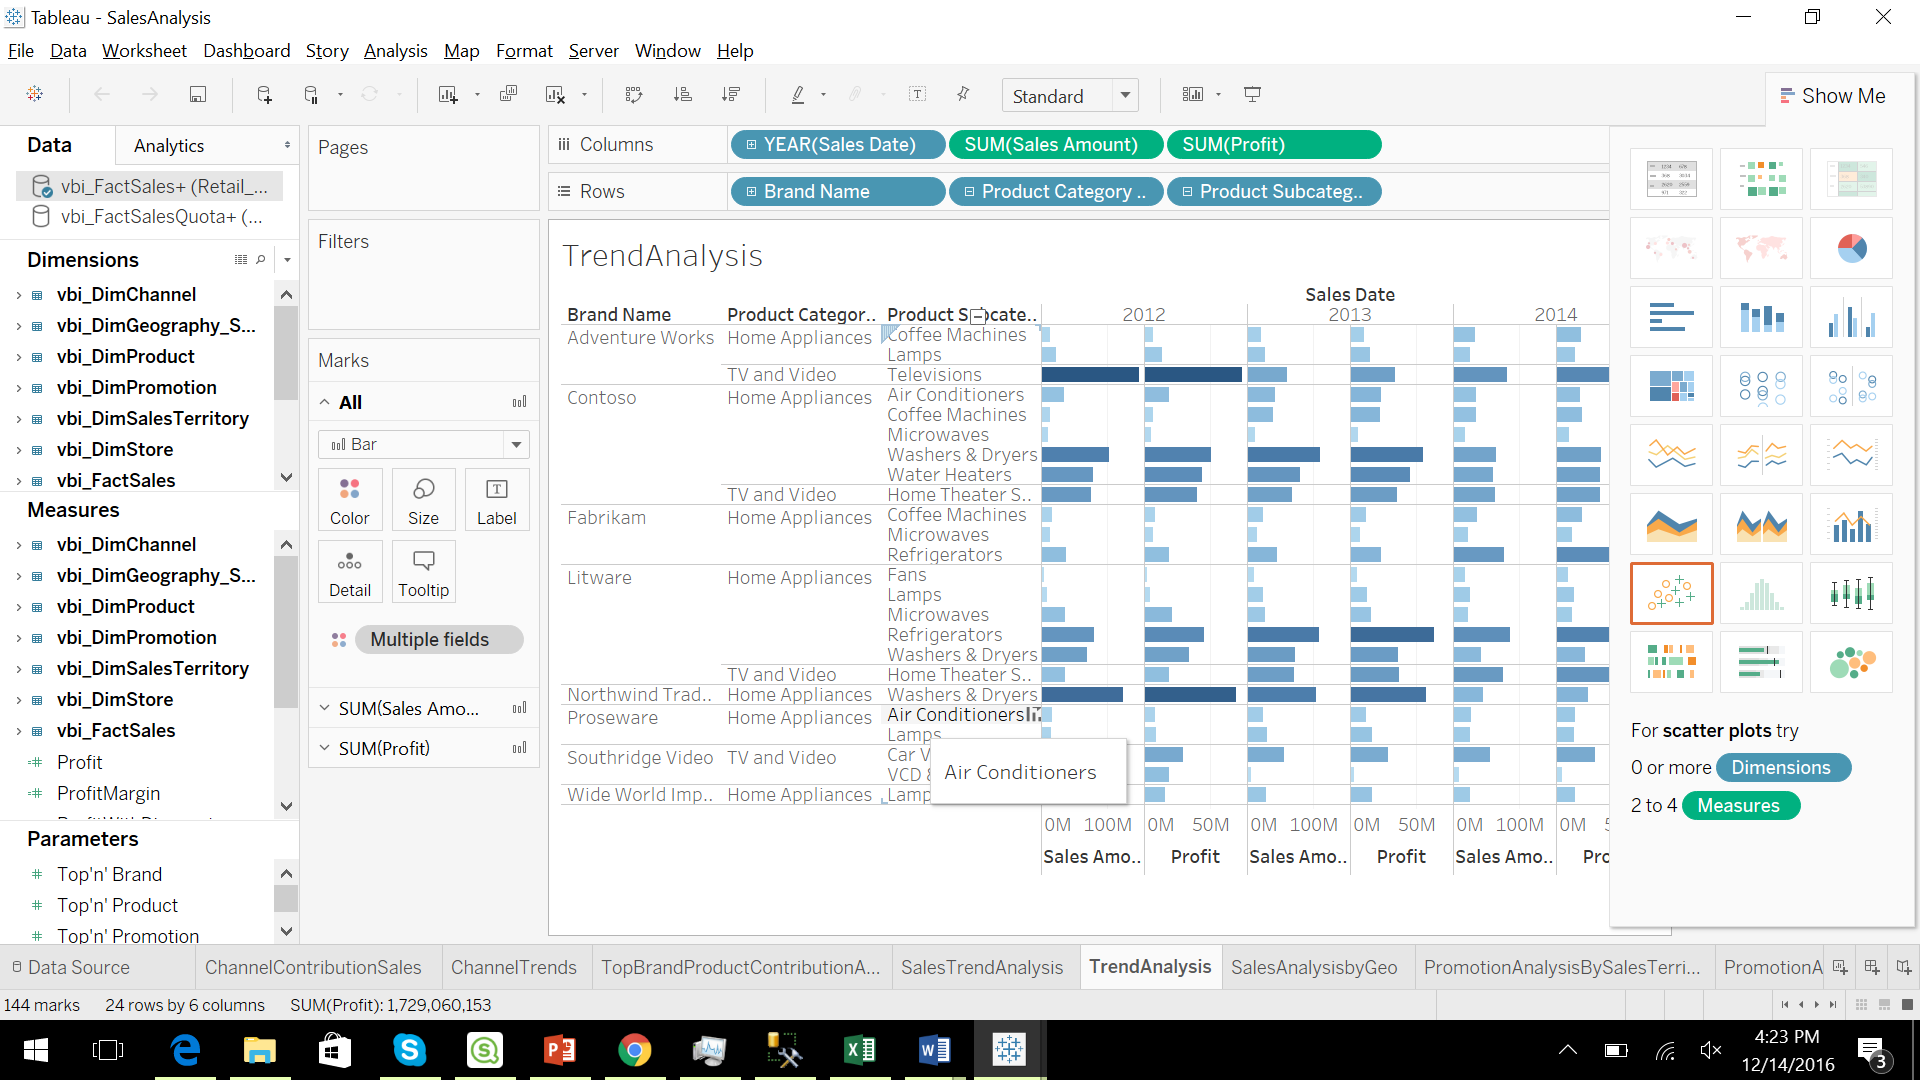 Tableau - SalesAnalysis
File Data Worksheet Dashboard Story Analysis Map Format Server Window Help
Standard
Show Me
Data
Analytics
vbi_FactSales+ (Retail_...
vbi_FactSalesQuota+ (...
Dimensions
vbi_DimChannel
vbi_DimGeography_S...
vbi_DimProduct
vbi_DimPromotion
vbi_DimSalesTerritory
vbi_DimStore
vbi_FactSales
Measures
vbi_DimChannel
vbi_DimGeography_S...
vbi_DimProduct
vbi_DimPromotion
vbi_DimSalesTerritory
vbi_DimStore
vbi_FactSales
Profit
ProfitMargin
Parameters
Top'n' Brand
Top'n' Product
Top'n' Promotion
Pages
Filters
Marks
All
Bar
Color
Size
Label
Detail
Tooltip
Multiple fields
SUM(Sales Amo...
SUM(Profit)
Columns
YEAR(Sales Date)
SUM(Sales Amount)
SUM(Profit)
Rows
Brand Name
Product Category ..
Product Subcateg..
TrendAnalysis
Sales Date
Brand Name Product Categor.. 2012 2013 2014
Adventure Works Home Appliances Coffee Machines
Lamps
TV and Video Televisions
Contoso Home Appliances Air Conditioners
Coffee Machines
Microwaves
Washers & Dryers
Water Heaters
TV and Video Home Theater S..
Fabrikam Home Appliances Coffee Machines
Microwaves
Refrigerators
Litware Home Appliances Fans
Lamps
Microwaves
Refrigerators
Washers & Dryers
TV and Video Home Theater S..
Northwind Trad.. Home Appliances Washers & Dryers
Proseware Home Appliances Air Conditioners
Lamps
Southridge Video TV and Video Car V
VCD &
Wide World Imp.. Home Appliances Lamp
Air Conditioners
0M 100M 0M 50M 0M 100M 0M 50M 0M 100M 0M
Sales Amo.. Profit Sales Amo.. Profit Sales Amo.. Pro
For scatter plots try
0 or more Dimensions
2 to 4 Measures
Data Source
ChannelContributionSales
ChannelTrends
TopBrandProductContributionA...
SalesTrendAnalysis
TrendAnalysis
SalesAnalysisbyGeo
PromotionAnalysisBySalesTerri...
PromotionA
144 marks 24 rows by 6 columns SUM(Profit): 1,729,060,153
4:23 PM
12/14/2016
3